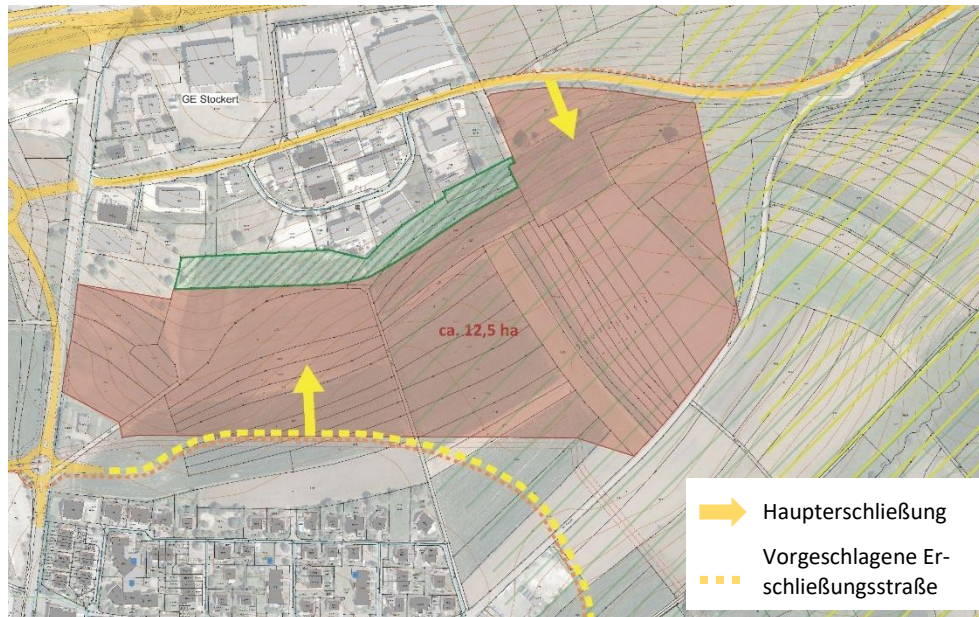 GE Stockert
ca. 12,5 ha
Haupterschließung
Vorgeschlagene Er-
schließungsstraße